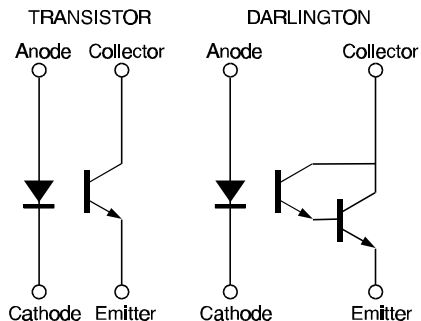 TRANSISTOR DARLINGTON
Anode Collector Anode Collector
Cathode Emitter Cathode Emitter